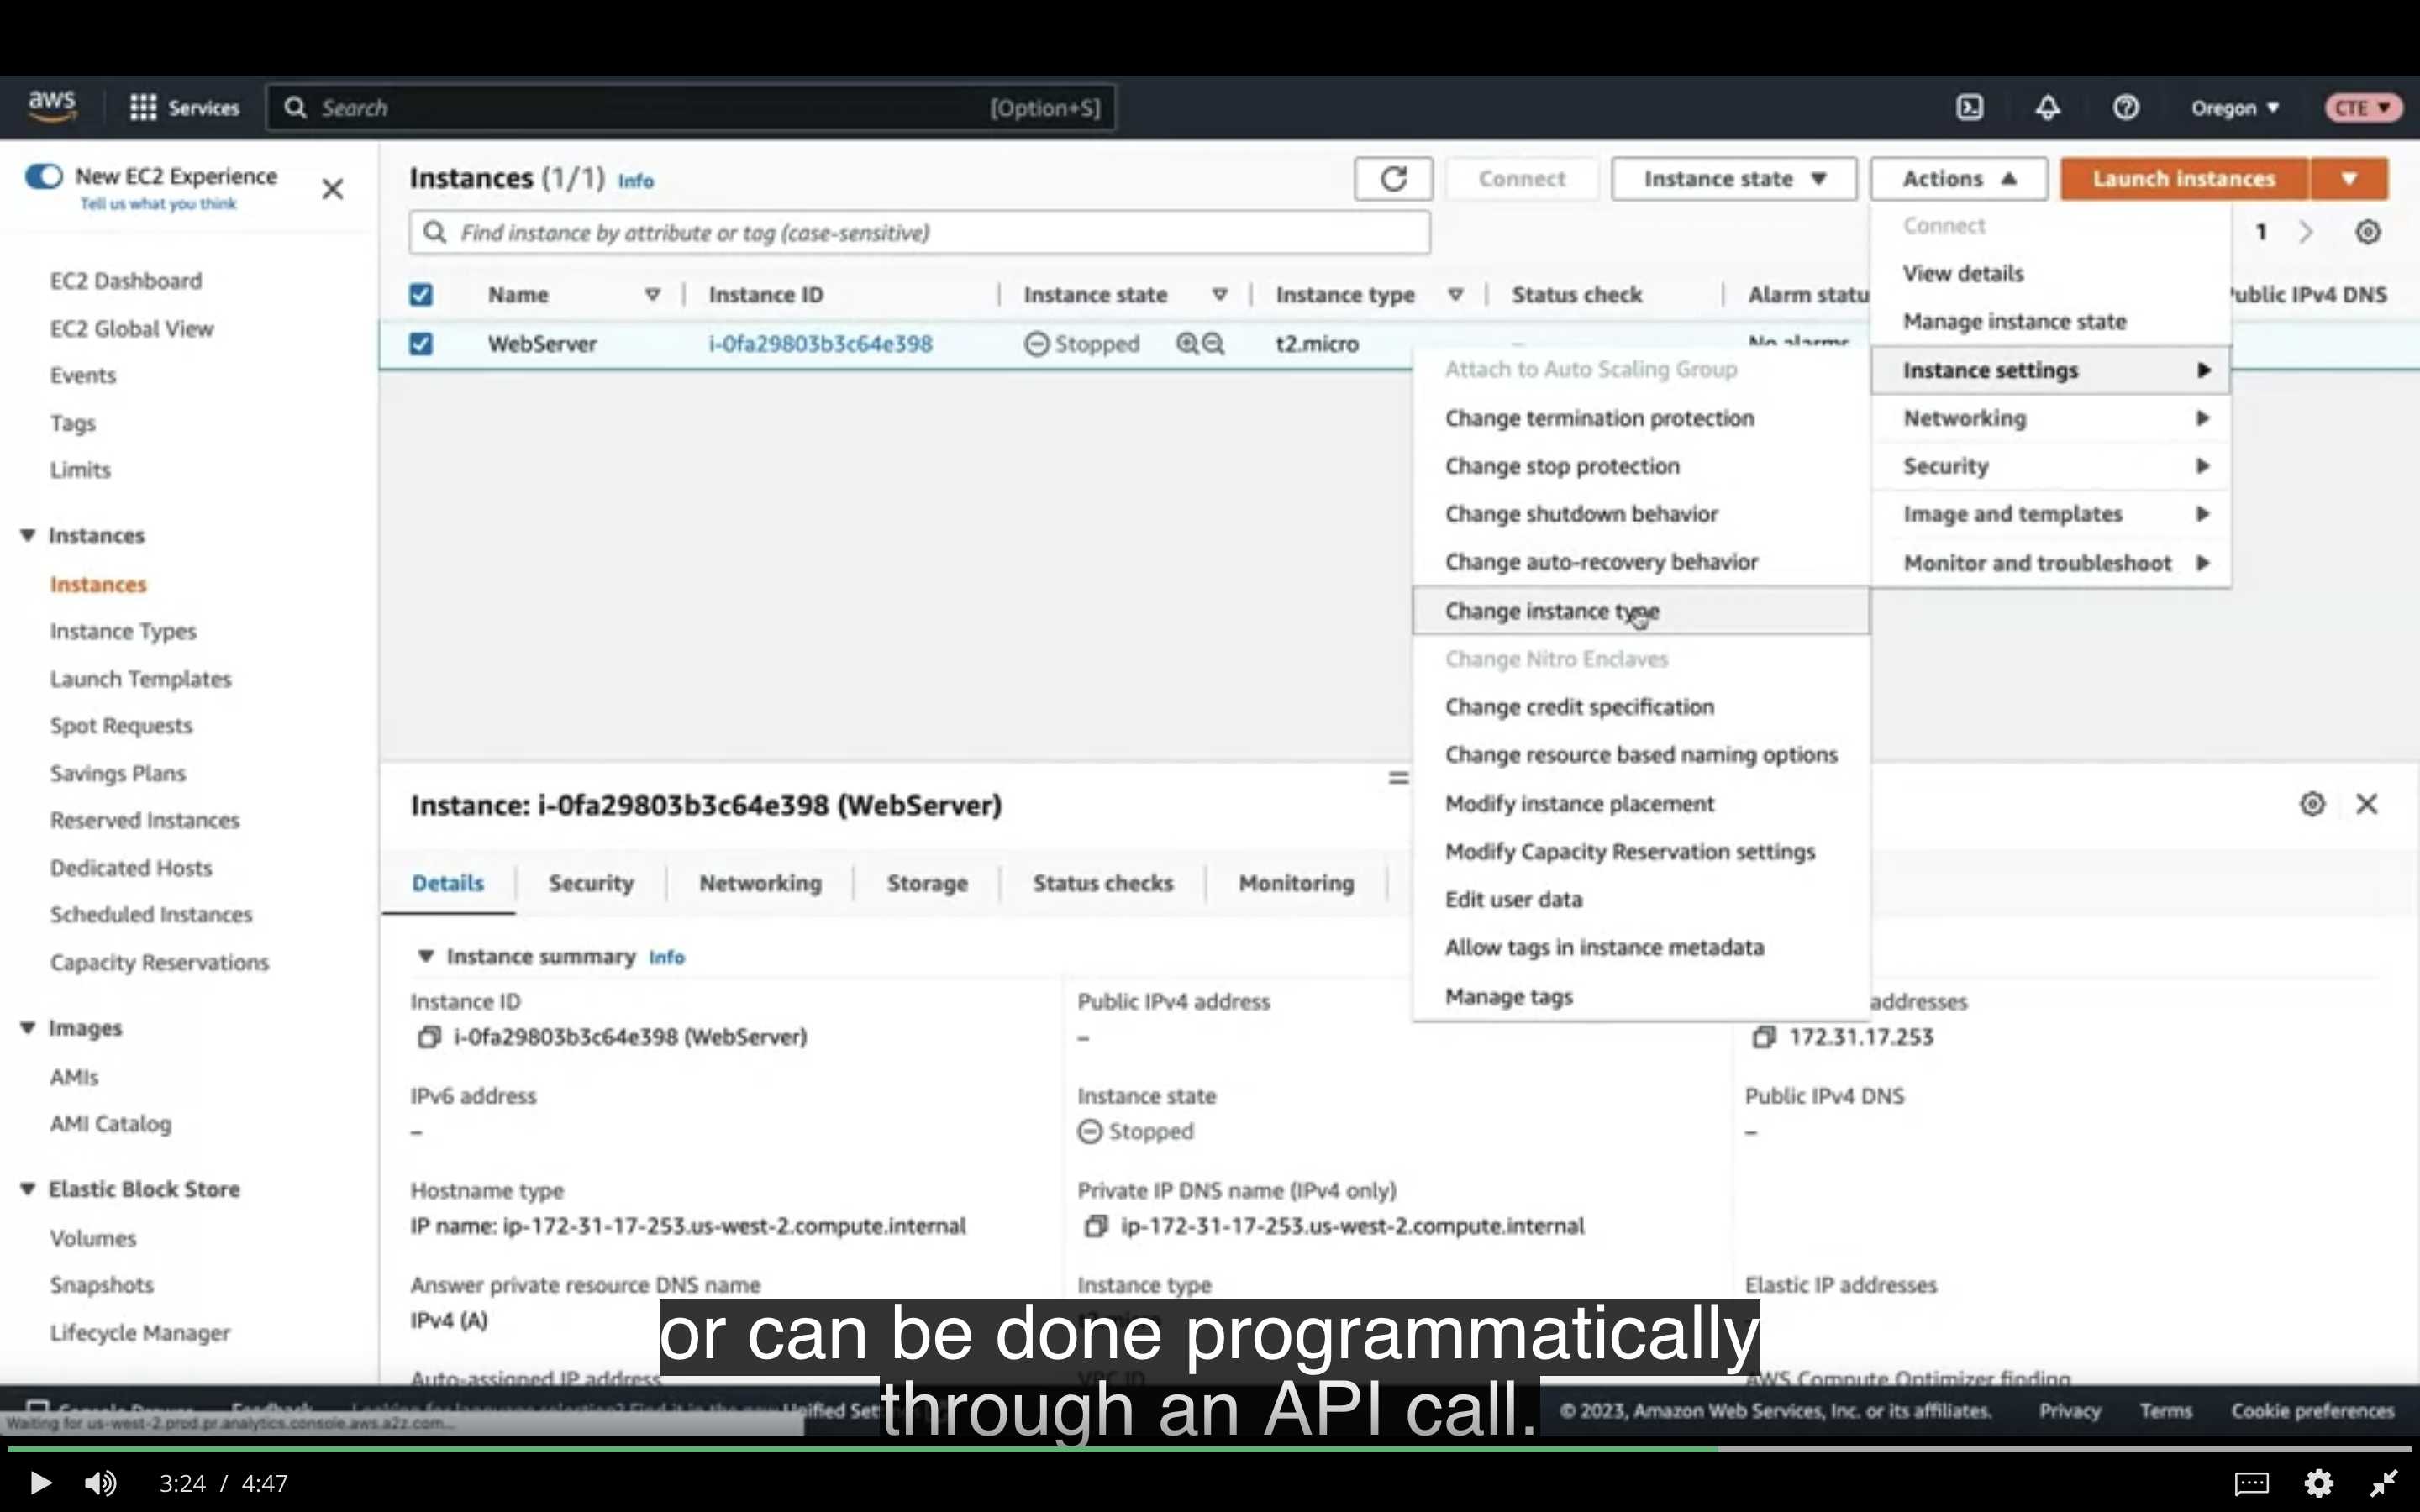 aws
Services
Search
[Option+S]
Oregon
CTE
New EC2 Experience
Tell us what you think
EC2 Dashboard
EC2 Global View
Events
Tags
Limits
Instances
Instances
Instance Types
Launch Templates
Spot Requests
Savings Plans
Reserved Instances
Dedicated Hosts
Scheduled Instances
Capacity Reservations
Images
AMIs
AMI Catalog
Elastic Block Store
Volumes
Snapshots
Lifecycle Manager
Instances (1/1) Info
Connect
Instance state
Actions
Launch instances
Find instance by attribute or tag (case-sensitive)
1
Name
Instance ID
Instance state
Instance type
Status check
Alarm statu
Public IPv4 DNS
WebServer
i-0fa29803b3c64e398
Stopped
t2.micro
–
No alarms
Connect
View details
Manage instance state
Instance settings
Networking
Security
Image and templates
Monitor and troubleshoot
Attach to Auto Scaling Group
Change termination protection
Change stop protection
Change shutdown behavior
Change auto-recovery behavior
Change instance type
Change Nitro Enclaves
Change credit specification
Change resource based naming options
Modify instance placement
Modify Capacity Reservation settings
Edit user data
Allow tags in instance metadata
Manage tags
Instance: i-0fa29803b3c64e398 (WebServer)
Details
Security
Networking
Storage
Status checks
Monitoring
Instance summary Info
Instance ID
i-0fa29803b3c64e398 (WebServer)
Public IPv4 address
–
addresses
172.31.17.253
IPv6 address
–
Instance state
Stopped
Public IPv4 DNS
–
Hostname type
IP name: ip-172-31-17-253.us-west-2.compute.internal
Private IP DNS name (IPv4 only)
ip-172-31-17-253.us-west-2.compute.internal
Answer private resource DNS name
IPv4 (A)
Instance type
Elastic IP addresses
Auto-assigned IP address
VPC ID
AWS Compute Optimizer finding
or can be done programmatically
through an API call.
Waiting for us-west-2.prod.pr.analytics.console.aws.a2z.com...
© 2023, Amazon Web Services, Inc. or its affiliates.
Privacy
Terms
Cookie preferences
3:24 / 4:47